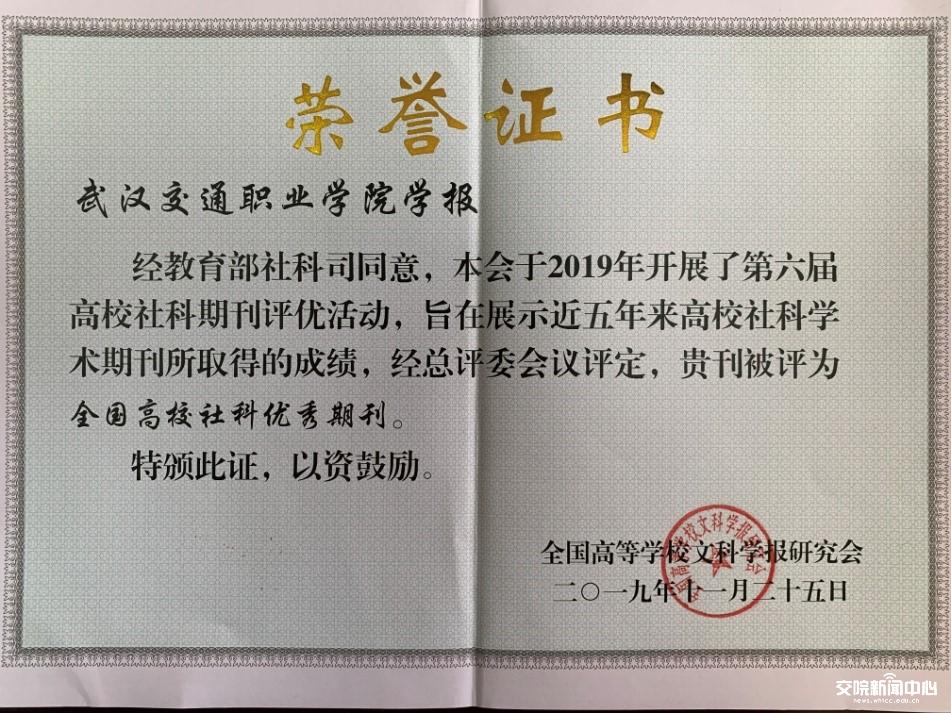 荣誉证书
武汉交通职业学院学报
经教育部社科司同意，本会于2019年开展了第六届
高校社科期刊评优活动，旨在展示近五年来高校社科学
术期刊所取得的成绩，经总评委会议评定，贵刊被评为
全国高校社科优秀期刊。
特颁此证，以资鼓励。
全国高等学校文科学报研究会
二〇一九年十一月二十五日
交院新闻中心
news.whtcc.edu.cn